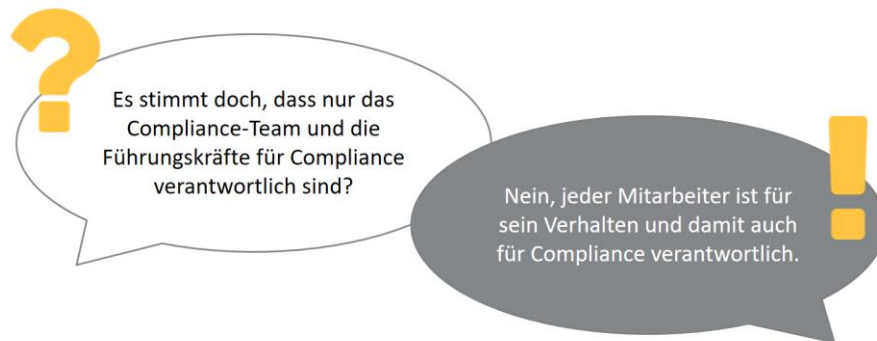 ?
Es stimmt doch, dass nur das
Compliance-Team und die
Führungskräfte für Compliance
verantwortlich sind?
!
Nein, jeder Mitarbeiter ist für
sein Verhalten und damit auch
für Compliance verantwortlich.